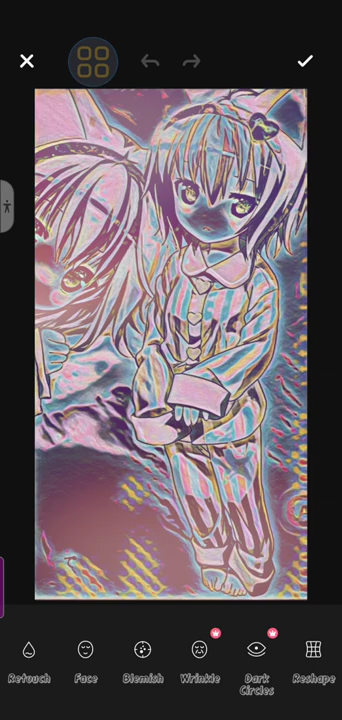 Retouch
Face
Blemish
Wrinkle
Dark
Circles
Reshape